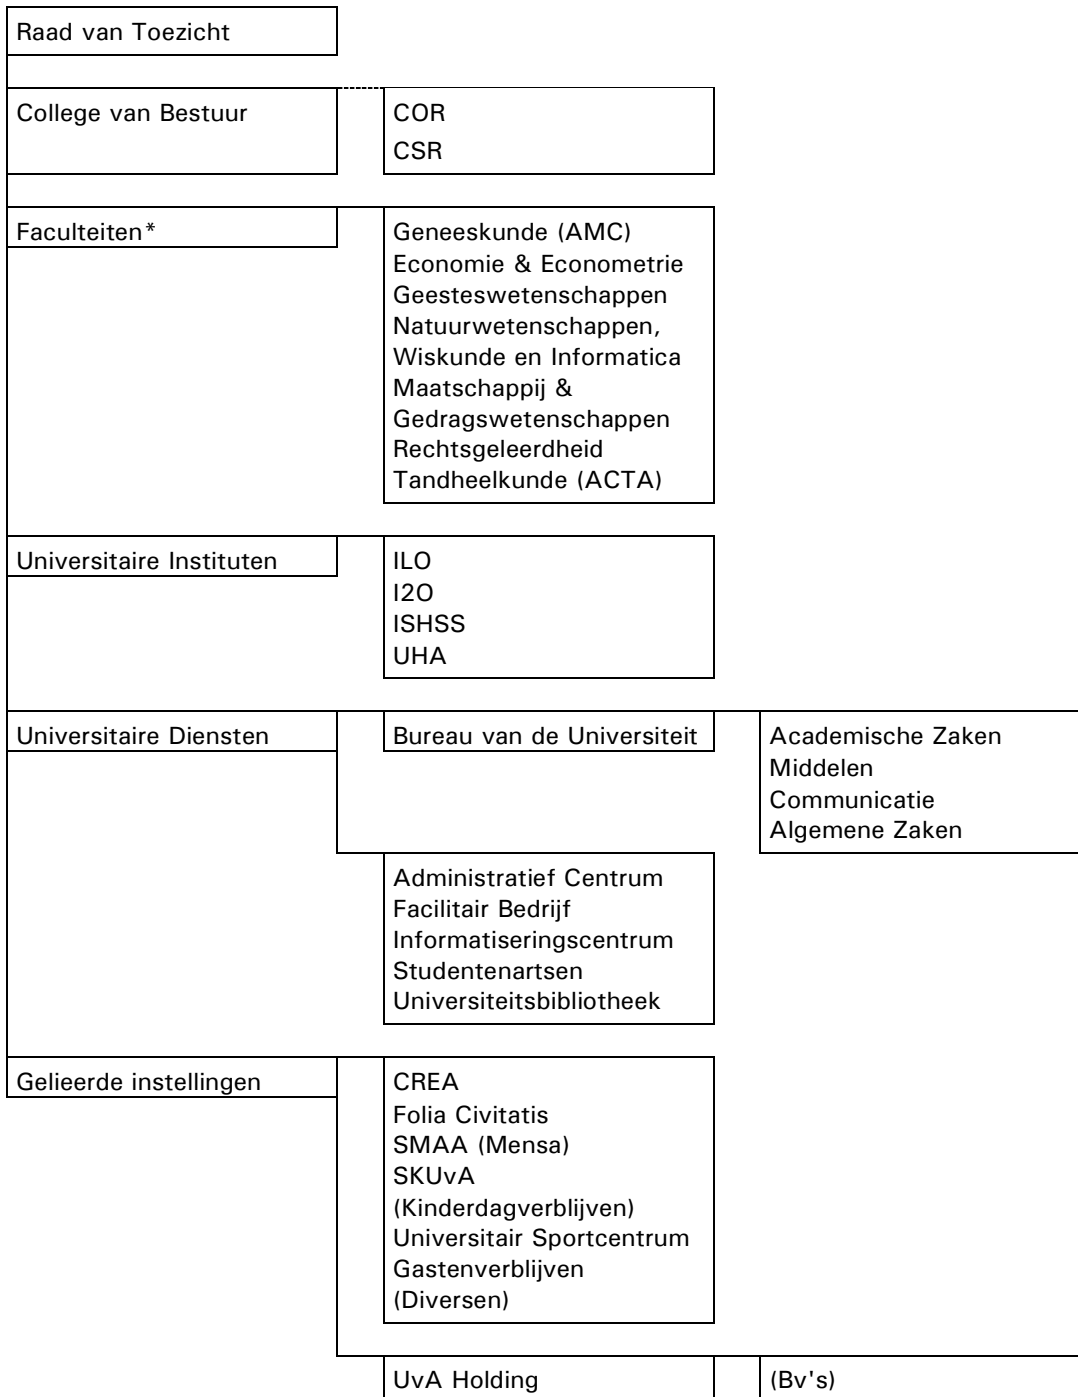 Raad van Toezicht
College van Bestuur
COR
CSR
Faculteiten*
Geneeskunde (AMC)
Economie & Econometrie
Geesteswetenschappen
Natuurwetenschappen,
Wiskunde en Informatica
Maatschappij &
Gedragswetenschappen
Rechtsgeleerdheid
Tandheelkunde (ACTA)
Universitaire Instituten
ILO
I2O
ISHSS
UHA
Universitaire Diensten
Bureau van de Universiteit
Academische Zaken
Middelen
Communicatie
Algemene Zaken
Administratief Centrum
Facilitair Bedrijf
Informatiseringscentrum
Studentenartsen
Universiteitsbibliotheek
Gelieerde instellingen
CREA
Folia Civitatis
SMAA (Mensa)
SKUvA
(Kinderdagverblijven)
Universitair Sportcentrum
Gastenverblijven
(Diversen)
UvA Holding
(Bv's)